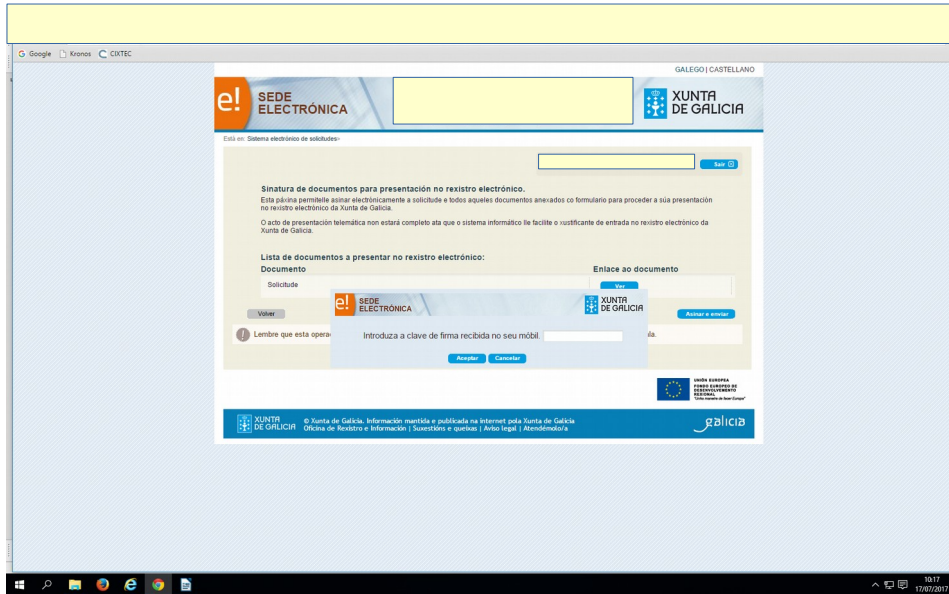 Google Kronos CIXTEC
GALEGO | CASTELLANO
e! SEDE ELECTRÓNICA
XUNTA DE GALICIA
Está en: Sistema electrónico de solicitudes»
Sair
Sinatura de documentos para presentación no rexistro electrónico.
Esta páxina permitelle asinar electrónicamente a solicitude e todos aqueles documentos anexados co formulario para proceder a súa presentación
no rexistro electrónico da Xunta de Galicia.
O acto de presentación telemática non estará completo ata que o sistema informático lle facilite o xustificante de entrada no rexistro electrónico da
Xunta de Galicia.
Lista de documentos a presentar no rexistro electrónico:
Documento Enlace ao documento
Solicitude Ver
e! SEDE ELECTRÓNICA
XUNTA DE GALICIA
Volver Asinar e enviar
Lembre que esta opera
Introduza a clave de firma recibida no seu móbil.
Aceptar Cancelar
UNIÓN EUROPEA
FONDO EUROPEO DE
DESENVOLVEMENTO
REXIONAL
"Unha maneira de facer Europa"
XUNTA DE GALICIA
© Xunta de Galicia. Información mantida e publicada na internet pola Xunta de Galicia
Oficina de Rexistro e Información | Suxestións e queixas | Aviso legal | Atendémolo/a
galicia
10:17
17/07/2017